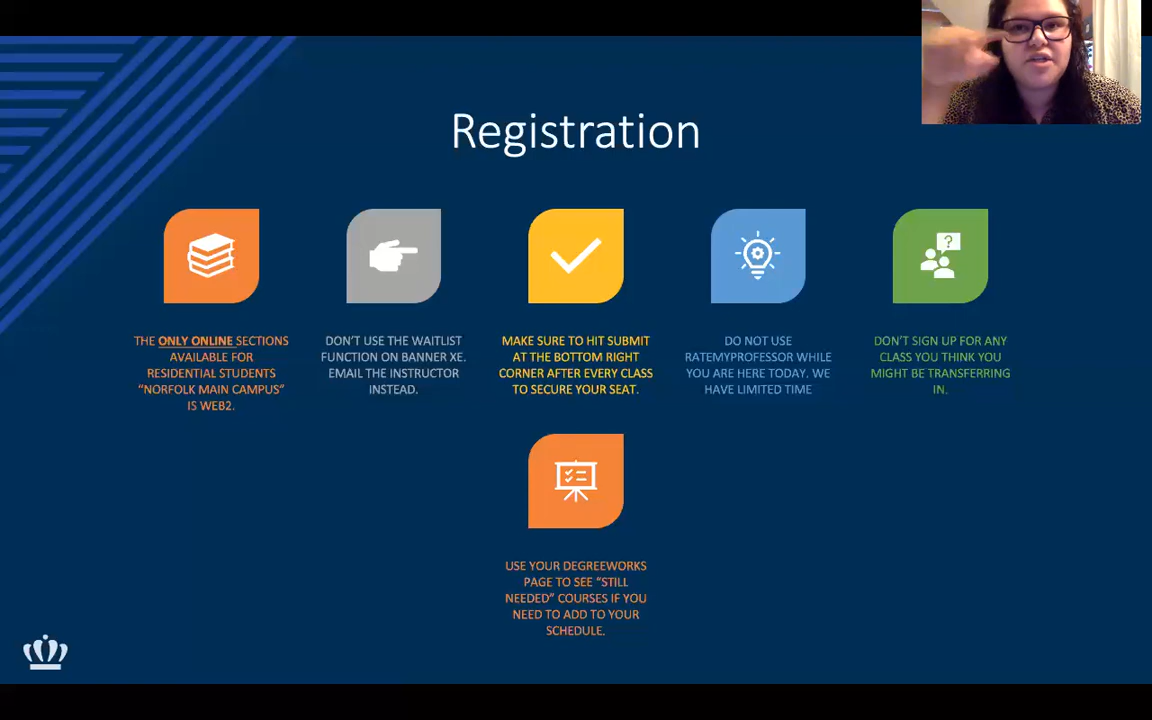 Registration
THE ONLY ONLINE SECTIONS
AVAILABLE FOR
RESIDENTIAL STUDENTS
"NORFOLK MAIN CAMPUS"
IS WEB2.
DON'T USE THE WAITLIST
FUNCTION ON BANNER XE.
EMAIL THE INSTRUCTOR
INSTEAD.
MAKE SURE TO HIT SUBMIT
AT THE BOTTOM RIGHT
CORNER AFTER EVERY CLASS
TO SECURE YOUR SEAT.
DO NOT USE
RATEMYPROFESSOR WHILE
YOU ARE HERE TODAY. WE
HAVE LIMITED TIME
DON'T SIGN UP FOR ANY
CLASS YOU THINK YOU
MIGHT BE TRANSFERRING
IN.
USE YOUR DEGREEWORKS
PAGE TO SEE "STILL
NEEDED" COURSES IF YOU
NEED TO ADD TO YOUR
SCHEDULE.